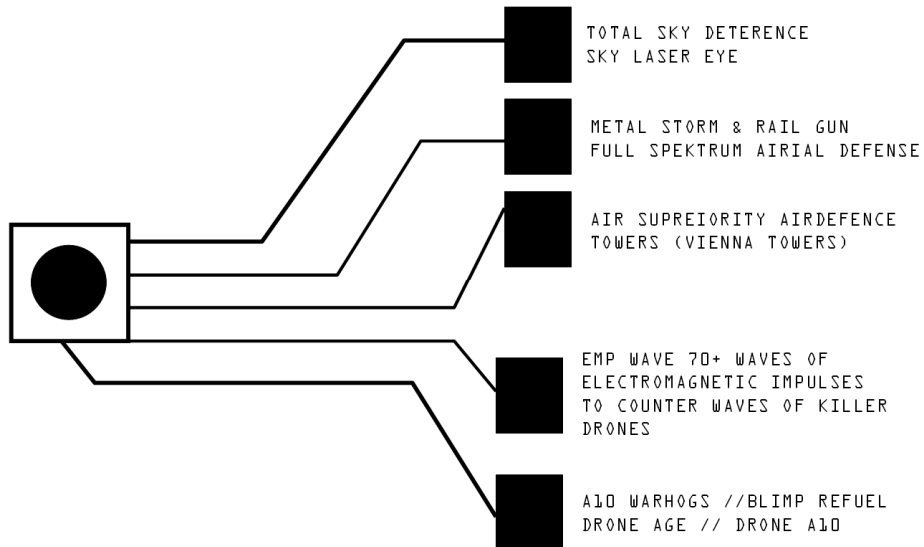 TOTAL SKY DETERENCE
SKY LASER EYE
METAL STORM & RAIL GUN
FULL SPEKTRUM AIRIAL DEFENSE
AIR SUPREIORITY AIRDEFENCE
TOWERS (VIENNA TOWERS)
EMP WAVE 70+ WAVES OF
ELECTROMAGNETIC IMPULSES
TO COUNTER WAVES OF KILLER
DRONES
A10 WARHOGS //BLIMP REFUEL
DRONE AGE // DRONE A10